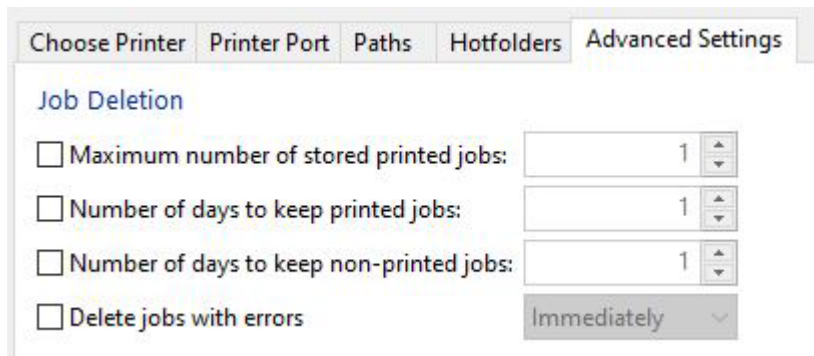 Choose Printer Printer Port Paths Hotfolders Advanced Settings
Job Deletion
Maximum number of stored printed jobs: 1
Number of days to keep printed jobs: 1
Number of days to keep non-printed jobs: 1
Delete jobs with errors Immediately